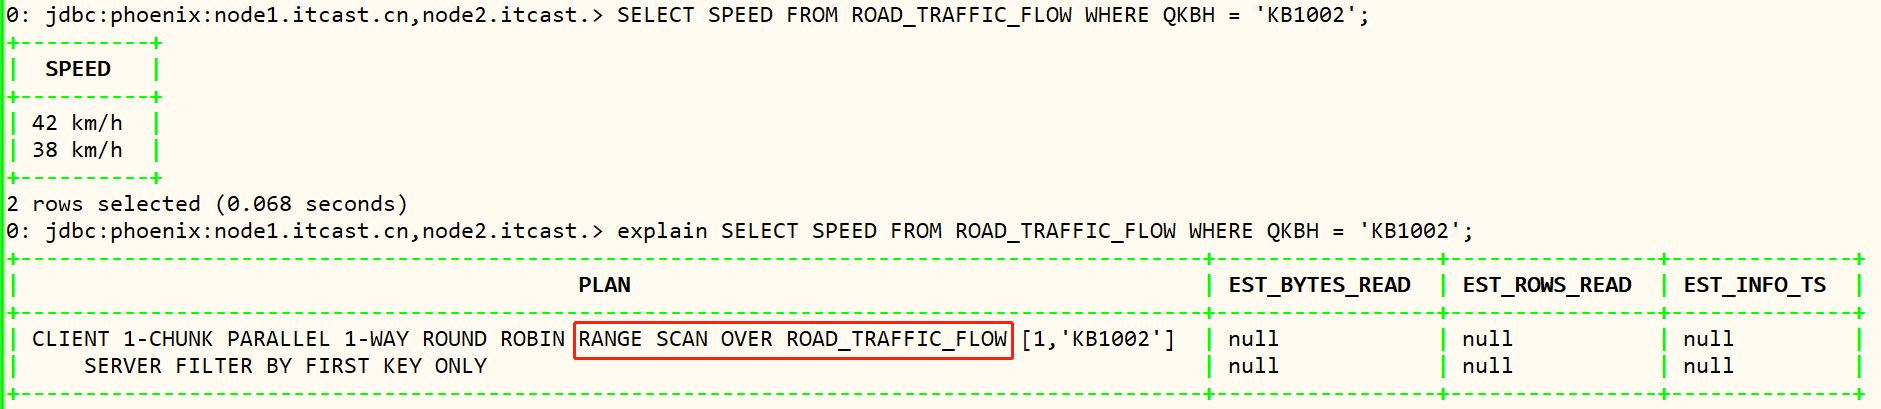 0: jdbc:phoenix:node1.itcast.cn,node2.itcast.> SELECT SPEED FROM ROAD_TRAFFIC_FLOW WHERE QKBH = 'KB1002';
+----------+
| SPEED |
+----------+
| 42 km/h |
| 38 km/h |
+----------+
2 rows selected (0.068 seconds)
0: jdbc:phoenix:node1.itcast.cn,node2.itcast.> explain SELECT SPEED FROM ROAD_TRAFFIC_FLOW WHERE QKBH = 'KB1002';
+-------------------------------------------------------------------------------------------+-----------------+----------------+--------------+
| PLAN | EST_BYTES_READ | EST_ROWS_READ | EST_INFO_TS |
+-------------------------------------------------------------------------------------------+-----------------+----------------+--------------+
| CLIENT 1-CHUNK PARALLEL 1-WAY ROUND ROBIN RANGE SCAN OVER ROAD_TRAFFIC_FLOW [1,'KB1002'] | null | null | null |
| SERVER FILTER BY FIRST KEY ONLY | null | null | null |
+-------------------------------------------------------------------------------------------+-----------------+----------------+--------------+